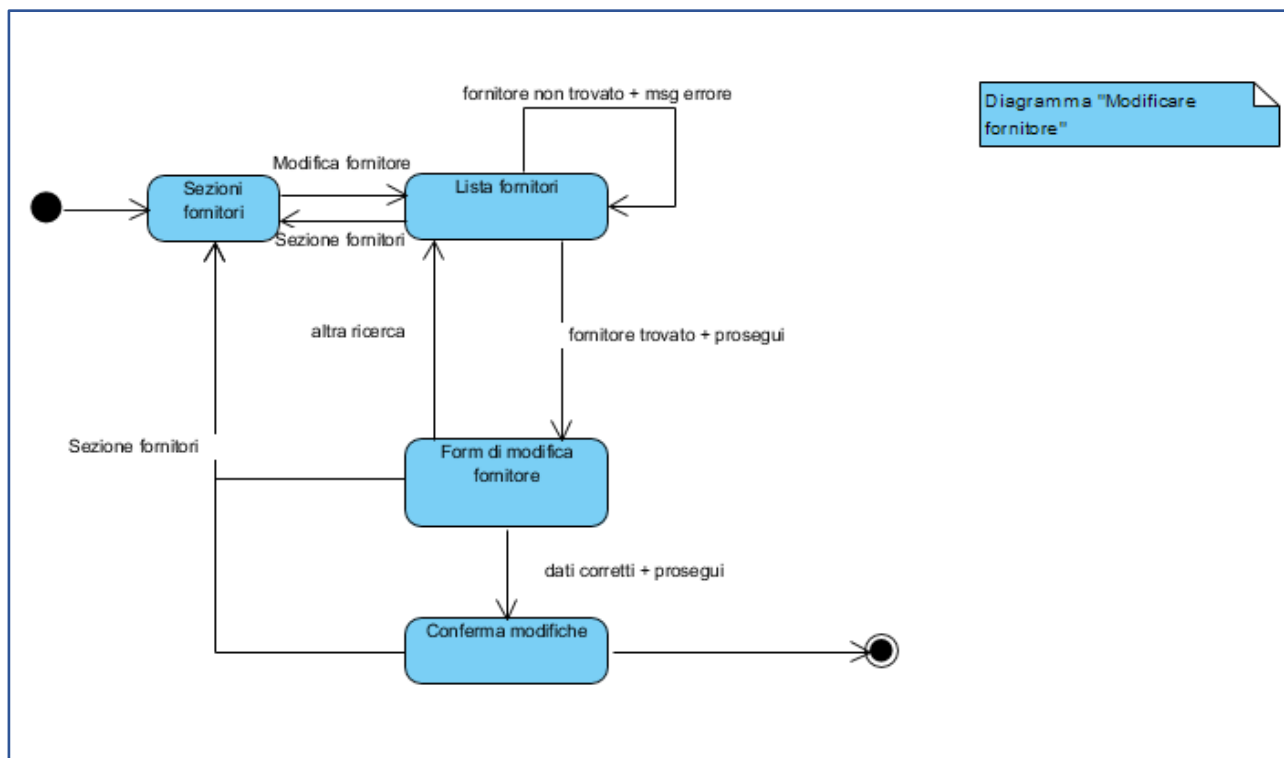 fornitore non trovato + msg errore
Diagramma "Modificare
fornitore"
Modifica fornitore
Sezioni
fornitori
Lista fornitori
Sezione fornitori
altra ricerca
fornitore trovato + prosegui
Sezione fornitori
Form di modifica
fornitore
dati corretti + prosegui
Conferma modifiche